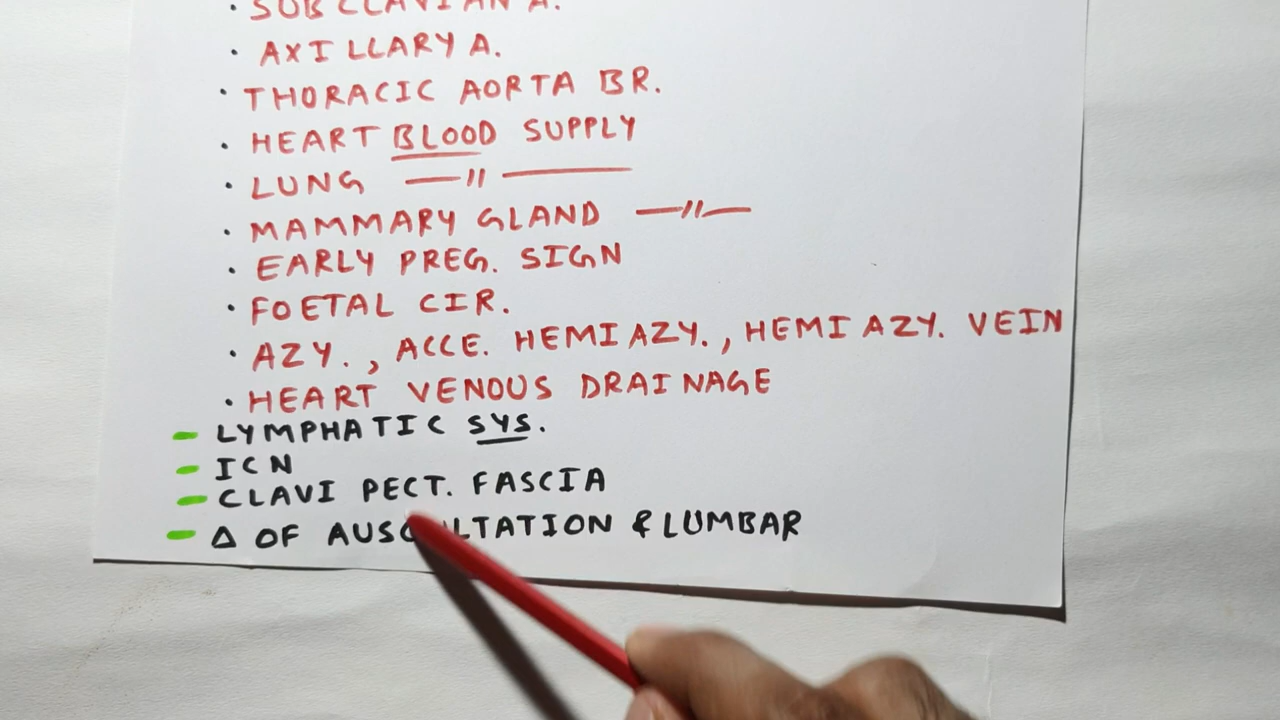 · SUBCLAVIAN A.
· AXILLARY A.
· THORACIC AORTA BR.
· HEART BLOOD SUPPLY
· LUNG —〃—
· MAMMARY GLAND —〃—
· EARLY PREG. SIGN
· FOETAL CIR.
· AZY., ACCE. HEMIAZY., HEMIAZY. VEIN
· HEART VENOUS DRAINAGE
- LYMPHATIC SYS.
- ICN
- CLAVI PECT. FASCIA
- Δ OF AUSCULTATION & LUMBAR